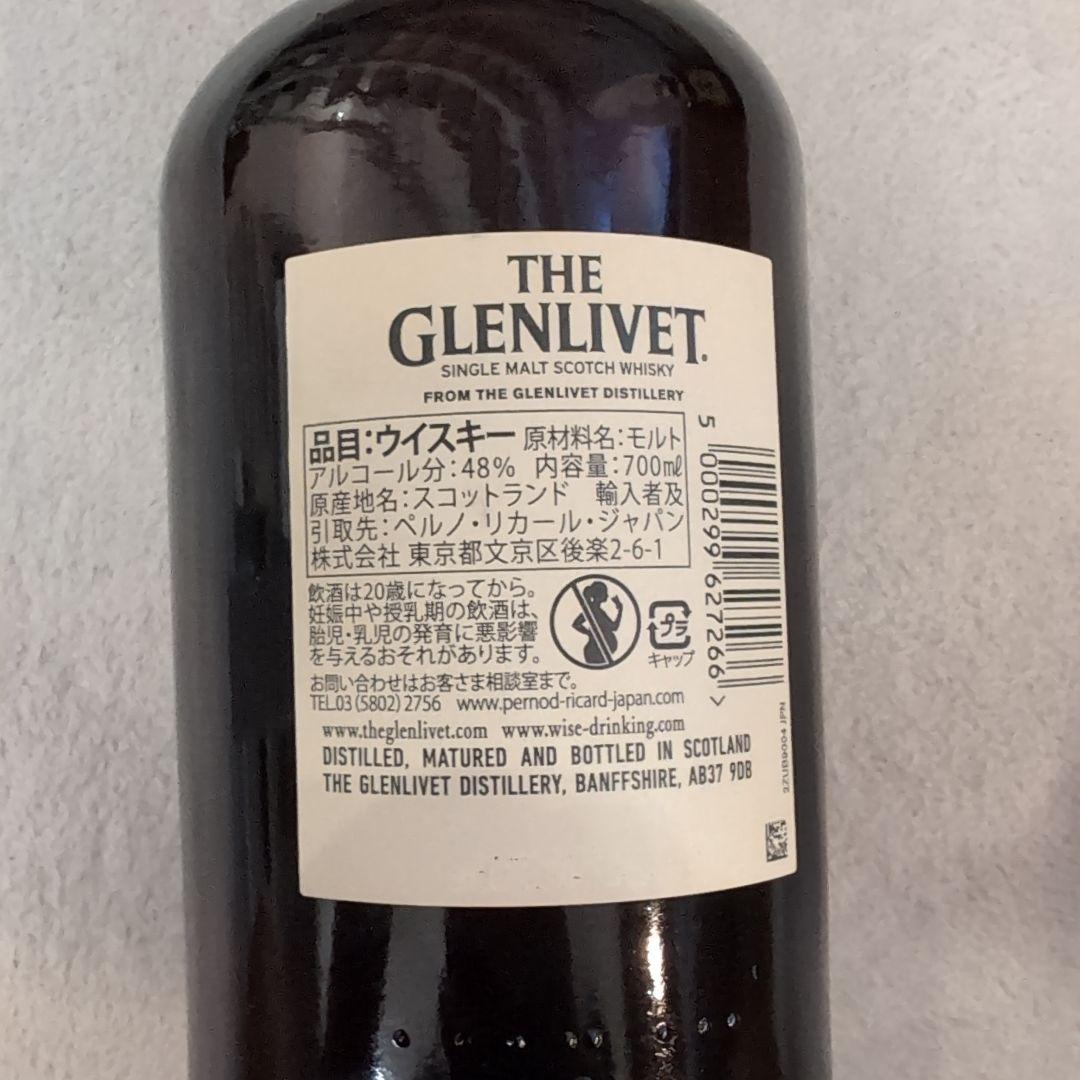 THE
GLENLIVET.
SINGLE MALT SCOTCH WHISKY
FROM THE GLENLIVET DISTILLERY
品目:ウイスキー 原材料名:モルト
アルコール分:48% 内容量:700㎖
原産地名:スコットランド 輸入者及
引取先:ペルノ・リカール・ジャパン
株式会社 東京都文京区後楽2-6-1
飲酒は20歳になってから。
妊娠中や授乳期の飲酒は、
胎児・乳児の発育に悪影響
を与えるおそれがあります。
プラ
キャップ
お問い合わせはお客さま相談室まで。
TEL.03(5802)2756 www.pernod-ricard-japan.com
www.theglenlivet.com www.wise-drinking.com
DISTILLED, MATURED AND BOTTLED IN SCOTLAND
THE GLENLIVET DISTILLERY, BANFFSHIRE, AB37 9DB
5 000299 627266 >
2ZUB9004 JPN